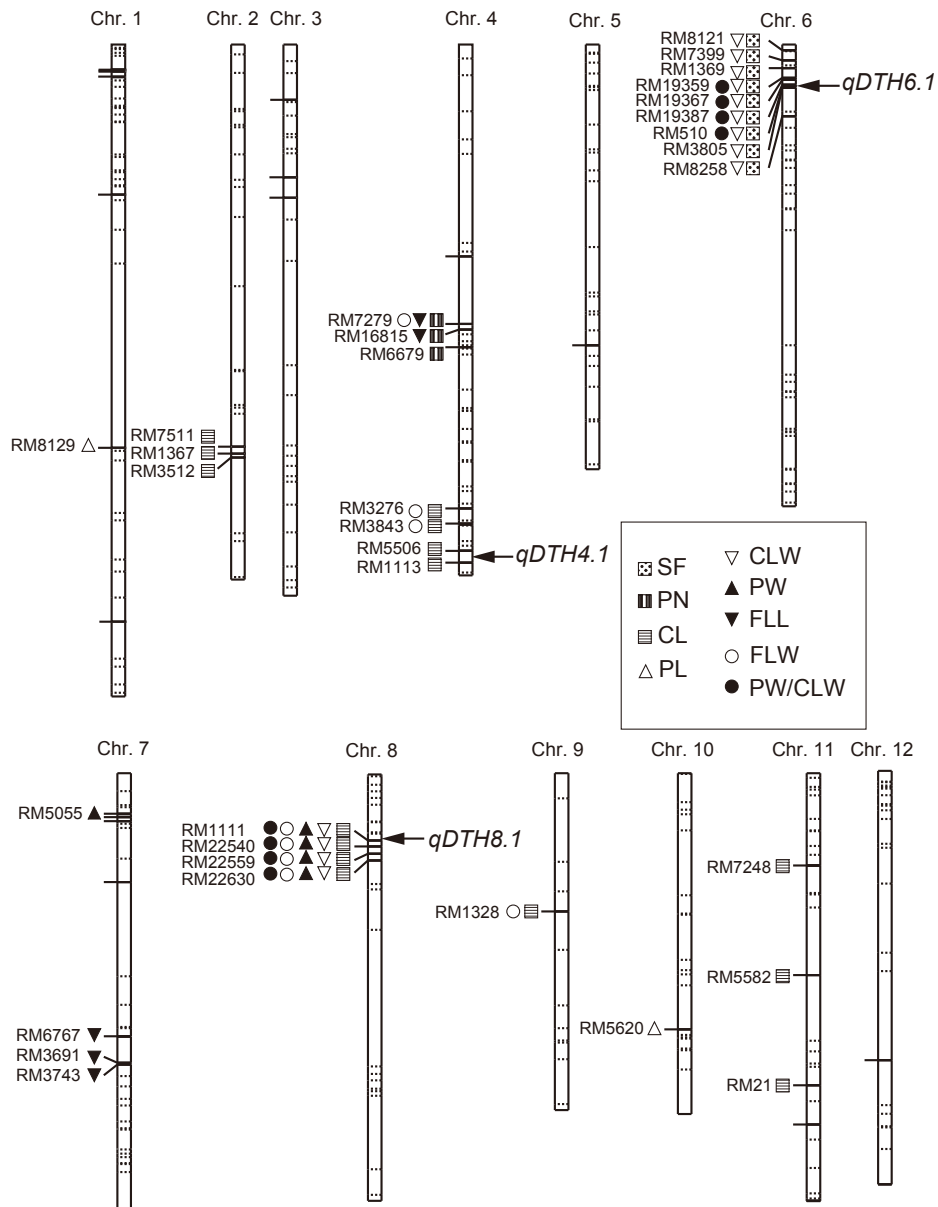 Chr. 1
Chr. 2
Chr. 3
Chr. 4
Chr. 5
Chr. 6
RM8121
RM7399
RM1369
RM19359
RM19367
RM19387
RM510
RM3805
RM8258
qDTH6.1
RM7279
RM16815
RM6679
RM8129
RM7511
RM1367
RM3512
RM3276
RM3843
RM5506
RM1113
qDTH4.1
SF
PN
CL
PL
CLW
PW
FLL
FLW
PW/CLW
Chr. 7
Chr. 8
Chr. 9
Chr. 10
Chr. 11
Chr. 12
RM5055
RM6767
RM3691
RM3743
RM1111
RM22540
RM22559
RM22630
qDTH8.1
RM1328
RM5620
RM7248
RM5582
RM21